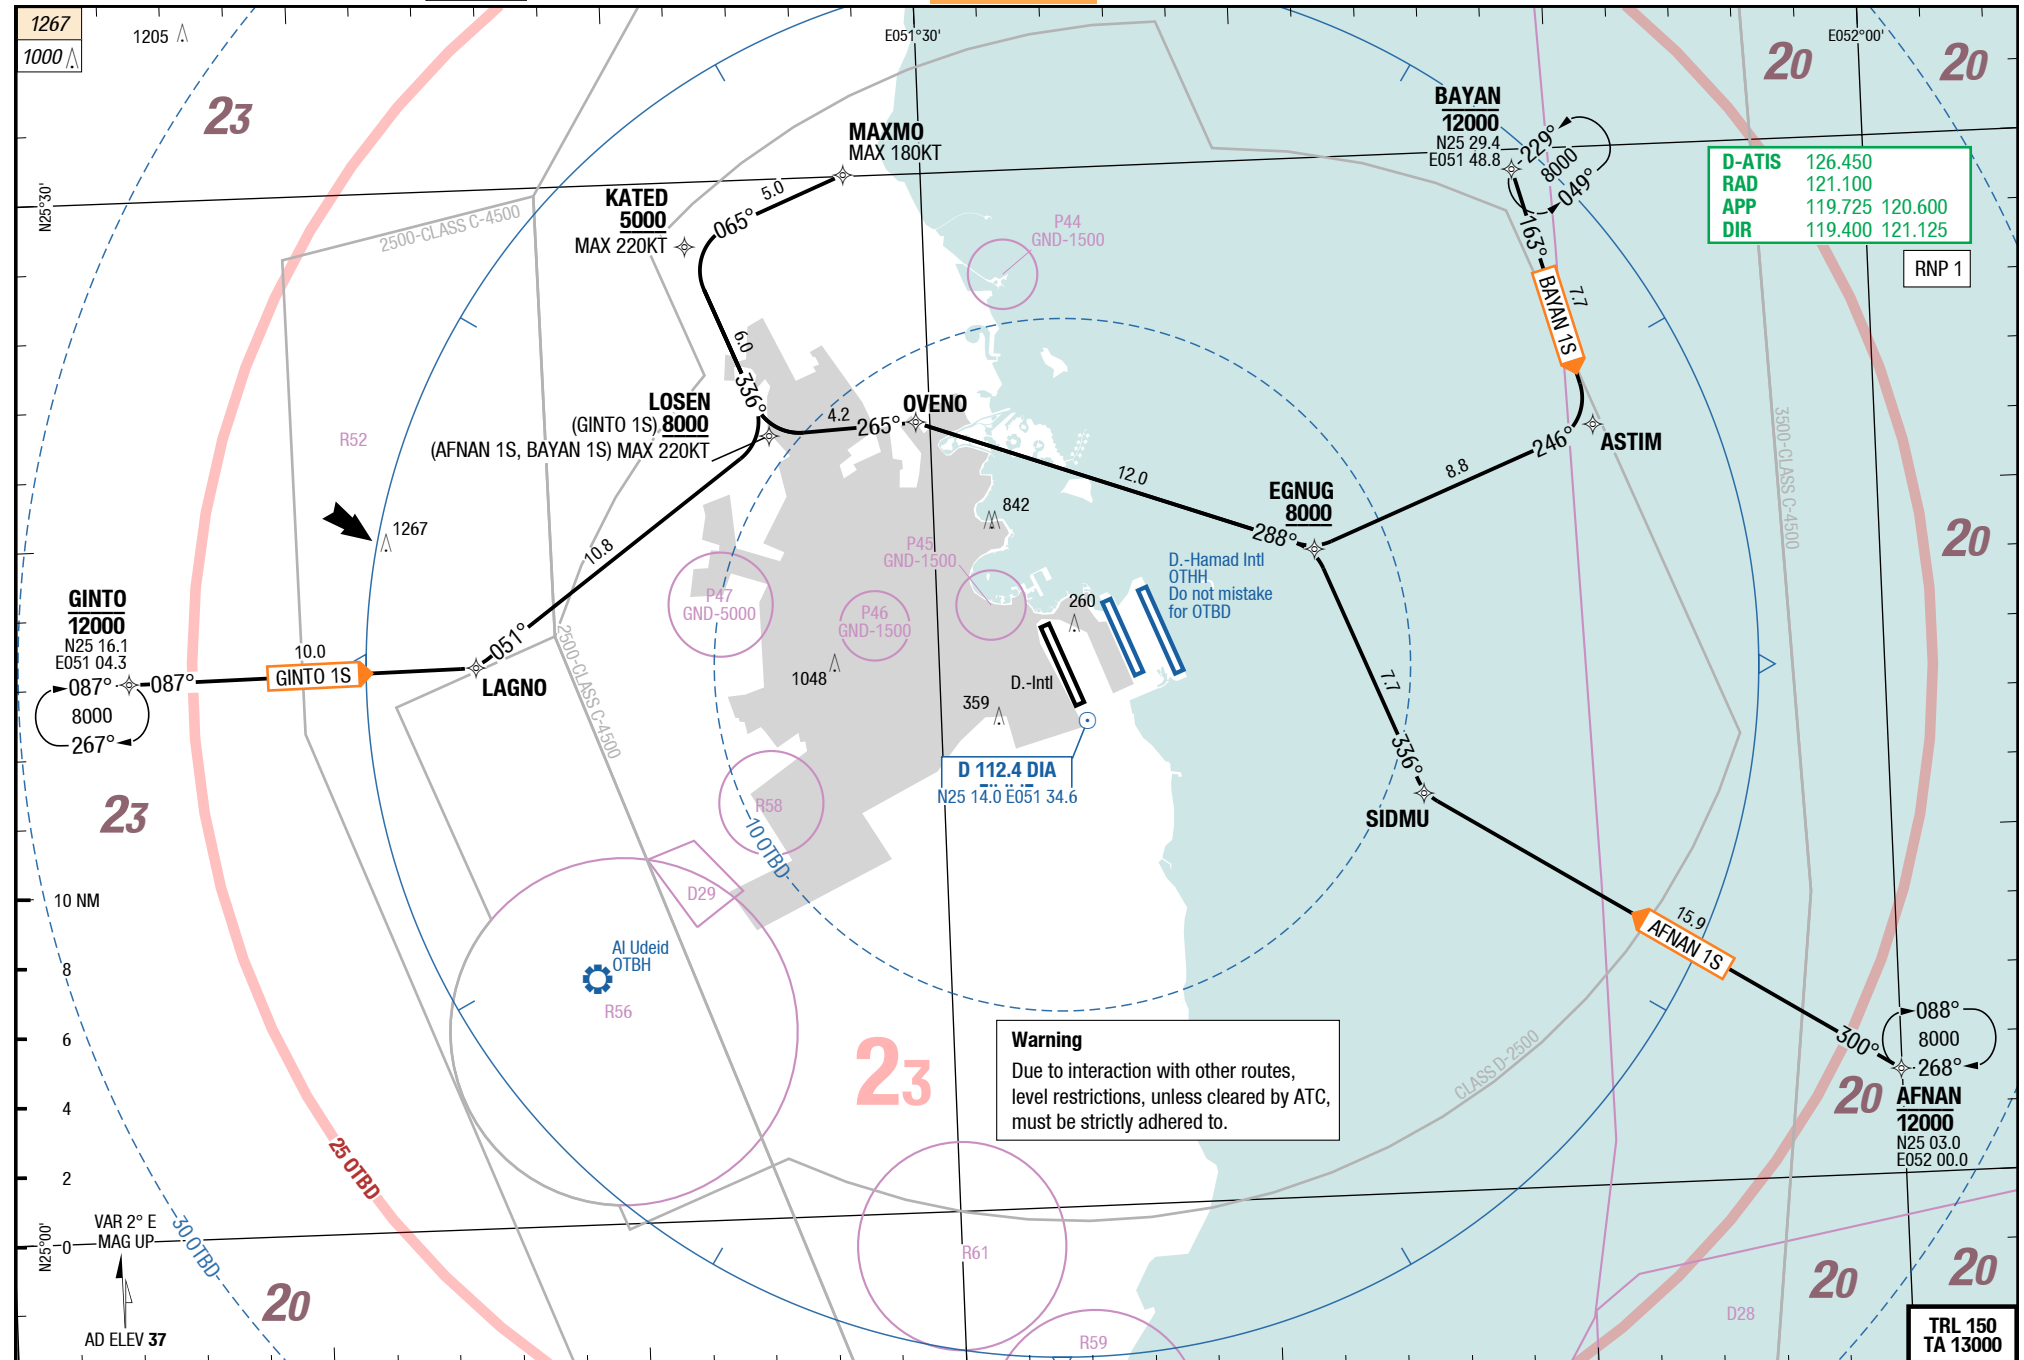 1267
1000
1205
23
E051°30'
E052°00'
20
20
MAXMO
MAX 180KT
BAYAN
12000
N25 29.4
E051 48.8
229°
8000
049°
D-ATIS 126.450
RAD 121.100
APP 119.725 120.600
DIR 119.400 121.125
RNP 1
N25°30'
2500-CLASS C-4500
KATED
5000
MAX 220KT
065°
5.0
P44
GND-1500
163°
7.7
BAYAN 1S
6.0
336°
LOSEN
(GINTO 1S) 8000
(AFNAN 1S, BAYAN 1S) MAX 220KT
4.2
265°
OVENO
R52
ASTIM
246°
8.8
3500-CLASS C-4500
12.0
EGNUG
8000
288°
842
1267
10.8
P45
GND-1500
D.-Hamad Intl
OTHH
Do not mistake
for OTBD
20
P47
GND-5000
P46
GND-1500
260
GINTO
12000
N25 16.1
E051 04.3
087°
8000
267°
087°
10.0
GINTO 1S
051°
LAGNO
2500-CLASS C-4500
1048
359
D.-Intl
7.7
336°
D 112.4 DIA
N25 14.0 E051 34.6
SIDMU
23
R58
10 OTBD
D29
10 NM
8
6
4
2
0
Al Udeid
OTBH
R56
15.9
AFNAN 1S
300°
088°
8000
268°
AFNAN
12000
N25 03.0
E052 00.0
20
CLASS D-2500
23
Warning
Due to interaction with other routes,
level restrictions, unless cleared by ATC,
must be strictly adhered to.
25 OTBD
30 OTBD
N25°00'
VAR 2° E
MAG UP
AD ELEV 37
20
R61
R59
20
20
D28
TRL 150
TA 13000